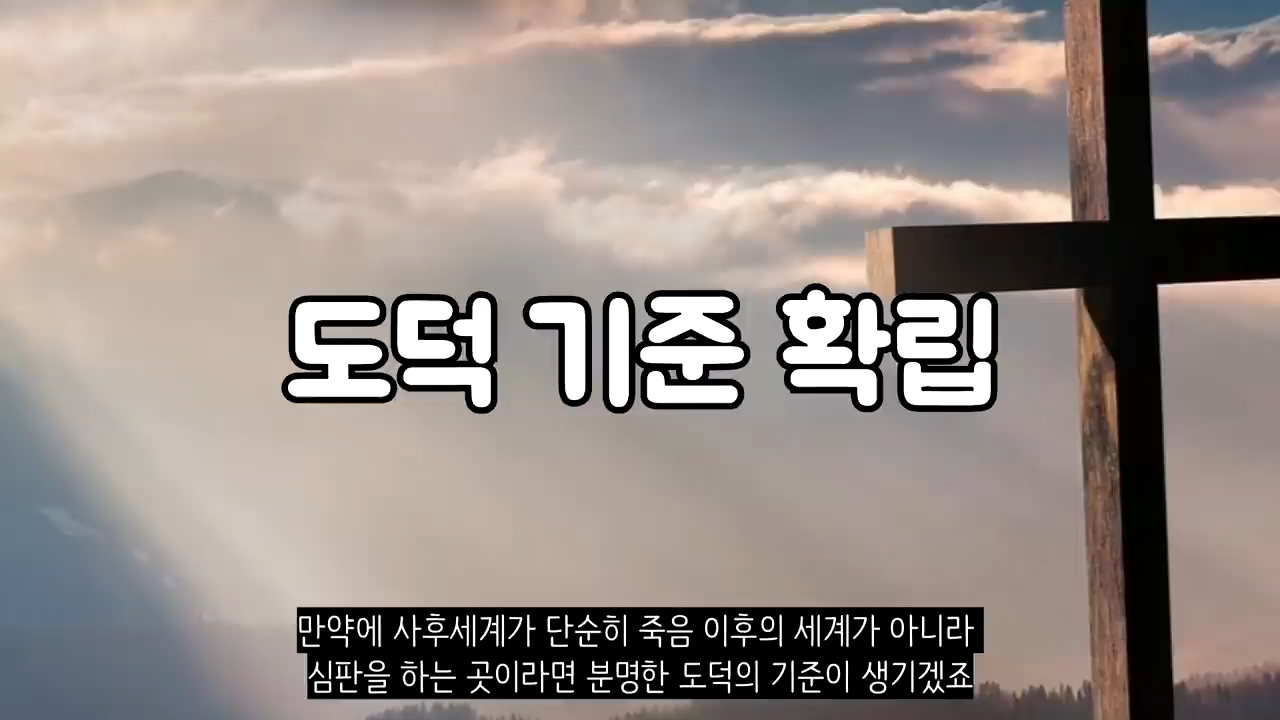 도덕 기준 확립
만약에 사후세계가 단순히 죽음 이후의 세계가 아니라
심판을 하는 곳이라면 분명한 도덕의 기준이 생기겠죠